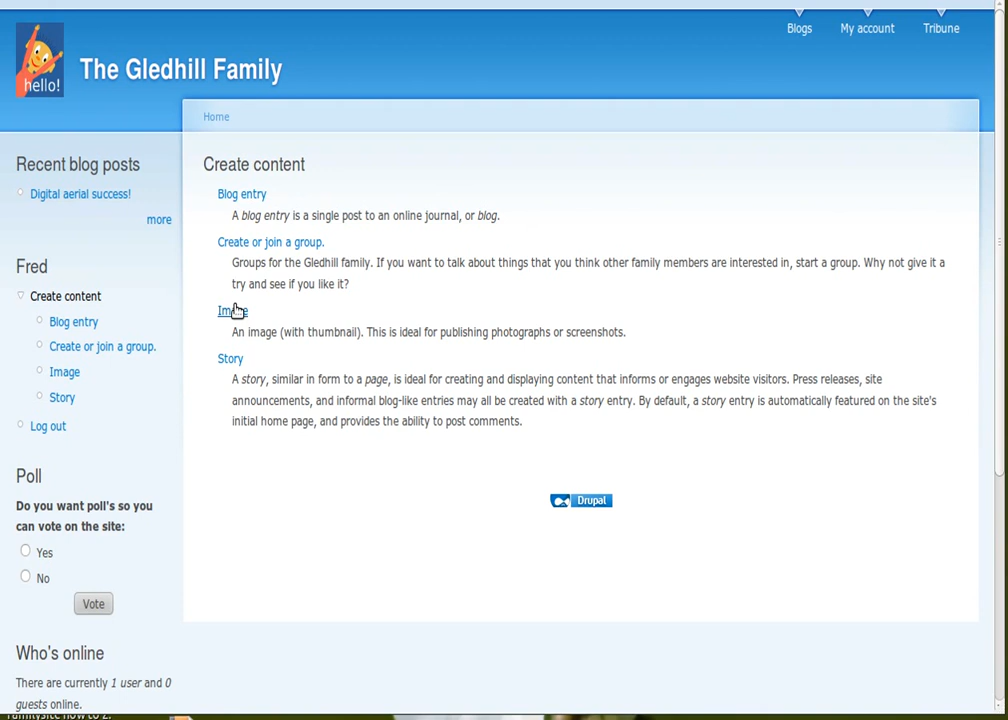 Blogs My account Tribune
hello!
The Gledhill Family
Home
Recent blog posts
Digital aerial success!
more
Fred
Create content
Blog entry
Create or join a group.
Image
Story
Log out
Poll
Do you want poll's so you
can vote on the site:
Yes
No
Vote
Who's online
There are currently 1 user and 0
guests online.
Create content
Blog entry
A blog entry is a single post to an online journal, or blog.
Create or join a group.
Groups for the Gledhill family. If you want to talk about things that you think other family members are interested in, start a group. Why not give it a
try and see if you like it?
Image
An image (with thumbnail). This is ideal for publishing photographs or screenshots.
Story
A story, similar in form to a page, is ideal for creating and displaying content that informs or engages website visitors. Press releases, site
announcements, and informal blog-like entries may all be created with a story entry. By default, a story entry is automatically featured on the site's
initial home page, and provides the ability to post comments.
Drupal